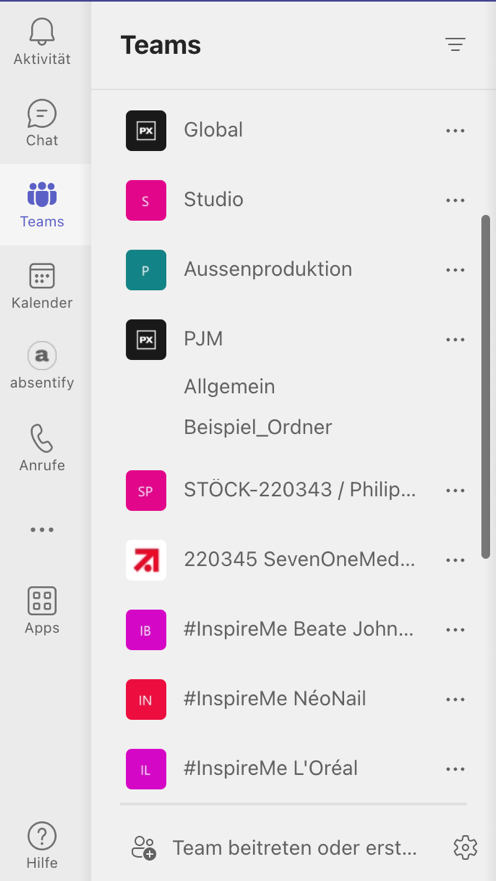 Teams
Aktivität
Chat
Teams
Kalender
a
absentify
Anrufe
Apps
Hilfe
PX
Global
S
Studio
P
Aussenproduktion
PX
PJM
Allgemein
Beispiel_Ordner
SP
STÖCK-220343 / Philip...
220345 SevenOneMed...
IB
#InspireMe Beate John...
IN
#InspireMe NéoNail
IL
#InspireMe L'Oréal
Team beitreten oder erst...